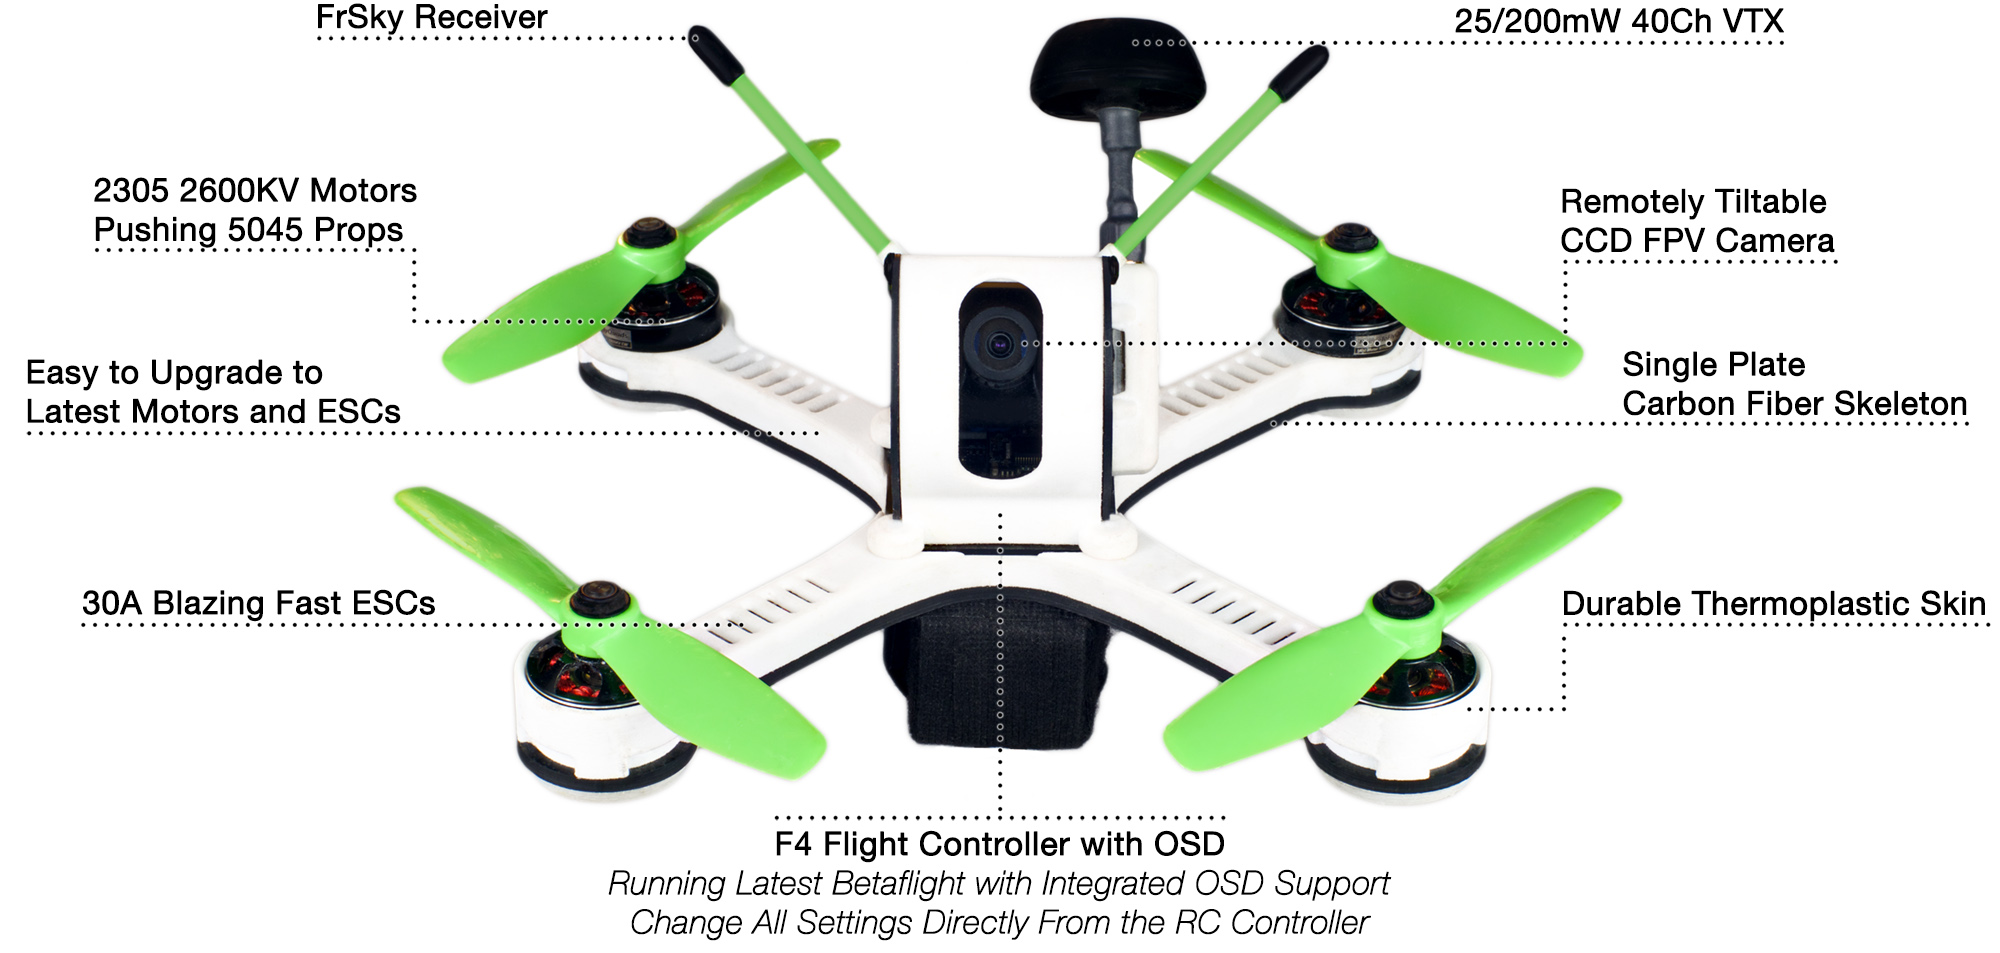 FrSky Receiver
25/200mW 40Ch VTX
2305 2600KV Motors
Pushing 5045 Props
Remotely Tiltable
CCD FPV Camera
Easy to Upgrade to
Latest Motors and ESCs
Single Plate
Carbon Fiber Skeleton
30A Blazing Fast ESCs
Durable Thermoplastic Skin
F4 Flight Controller with OSD
Running Latest Betaflight with Integrated OSD Support
Change All Settings Directly From the RC Controller